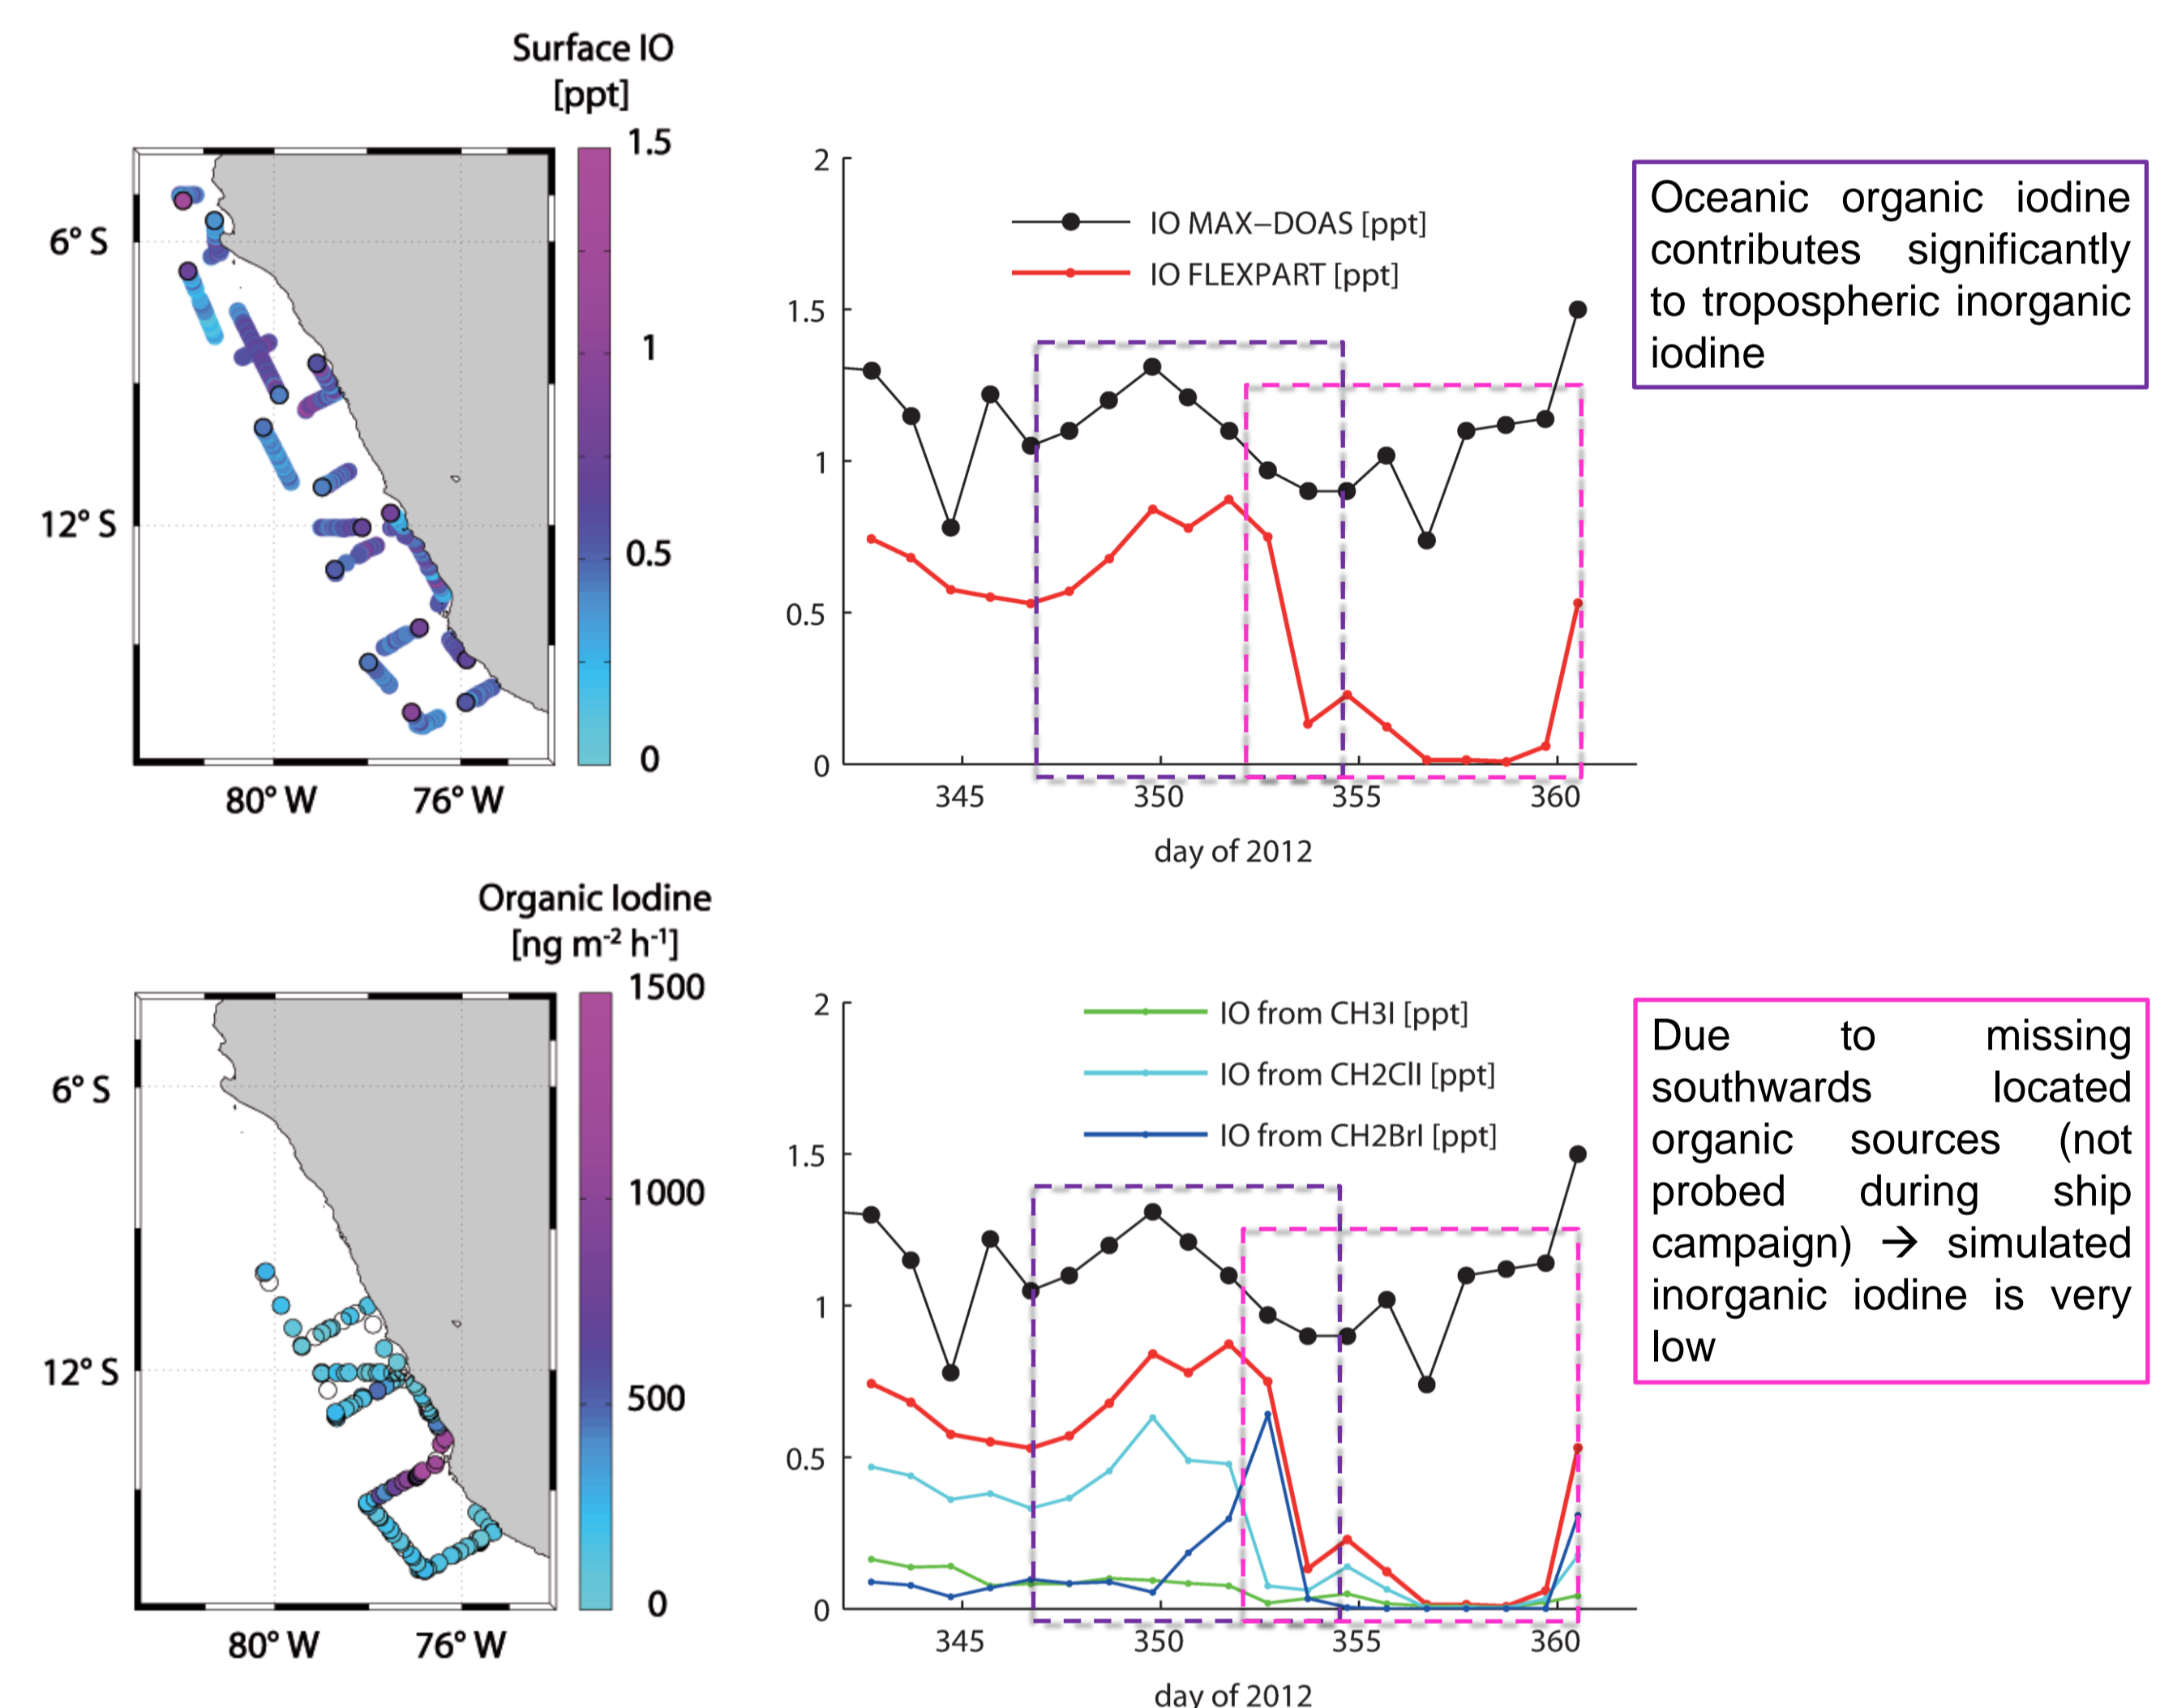 Surface IO
[ppt]
1.5
1
0.5
0
6° S
12° S
80° W
76° W
2
1.5
1
0.5
0
IO MAX–DOAS [ppt]
IO FLEXPART [ppt]
345
350
355
360
day of 2012
Oceanic organic iodine
contributes significantly
to tropospheric inorganic
iodine
Organic Iodine
[ng m⁻² h⁻¹]
1500
1000
500
0
6° S
12° S
80° W
76° W
2
1.5
1
0.5
0
IO from CH3I [ppt]
IO from CH2ClI [ppt]
IO from CH2BrI [ppt]
345
350
355
360
day of 2012
Due to missing
southwards located
organic sources (not
probed during ship
campaign) → simulated
inorganic iodine is very
low